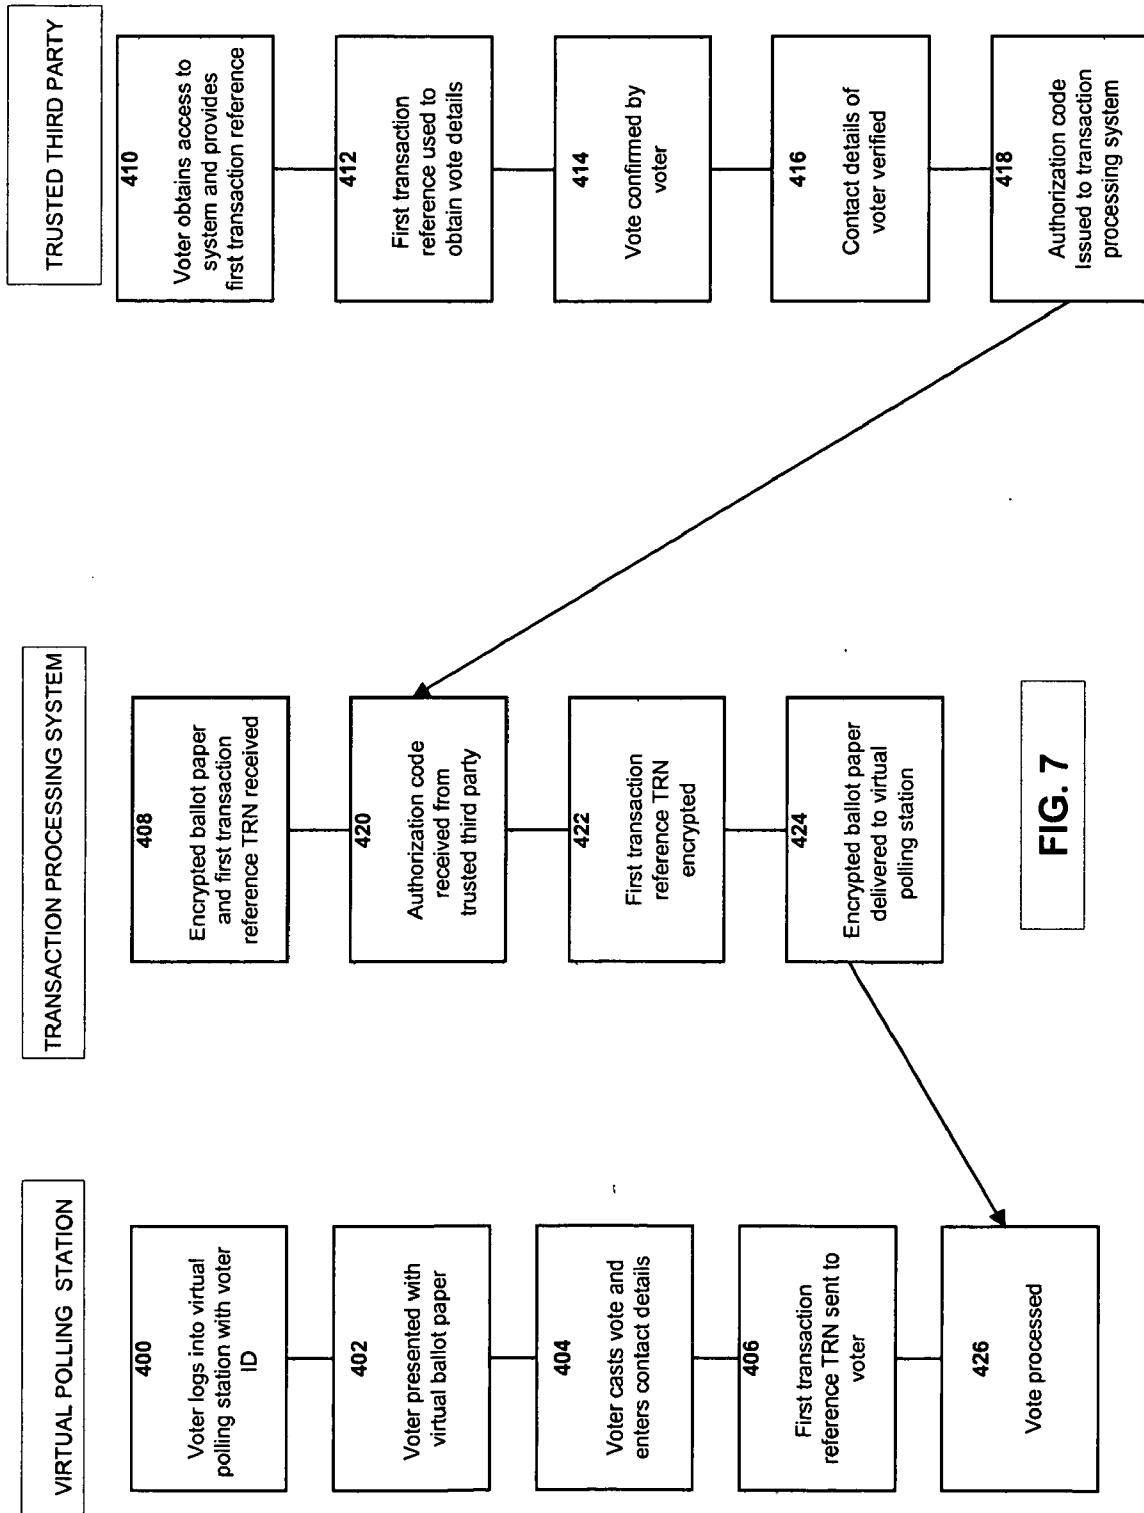 VIRTUAL POLLING STATION
400
Voter logs into virtual
polling station with voter
ID
402
Voter presented with
virtual ballot paper
404
Voter casts vote and
enters contact details
406
First transaction
reference TRN sent to
voter
426
Vote processed
TRANSACTION PROCESSING SYSTEM
408
Encrypted ballot paper
and first transaction
reference TRN received
420
Authorization code
received from
trusted third party
422
First transaction
reference TRN
encrypted
424
Encrypted ballot paper
delivered to virtual
polling station
TRUSTED THIRD PARTY
410
Voter obtains access to
system and provides
first transaction reference
412
First transaction
reference used to
obtain vote details
414
Vote confirmed by
voter
416
Contact details of
voter verified
418
Authorization code
Issued to transaction
processing system
FIG. 7